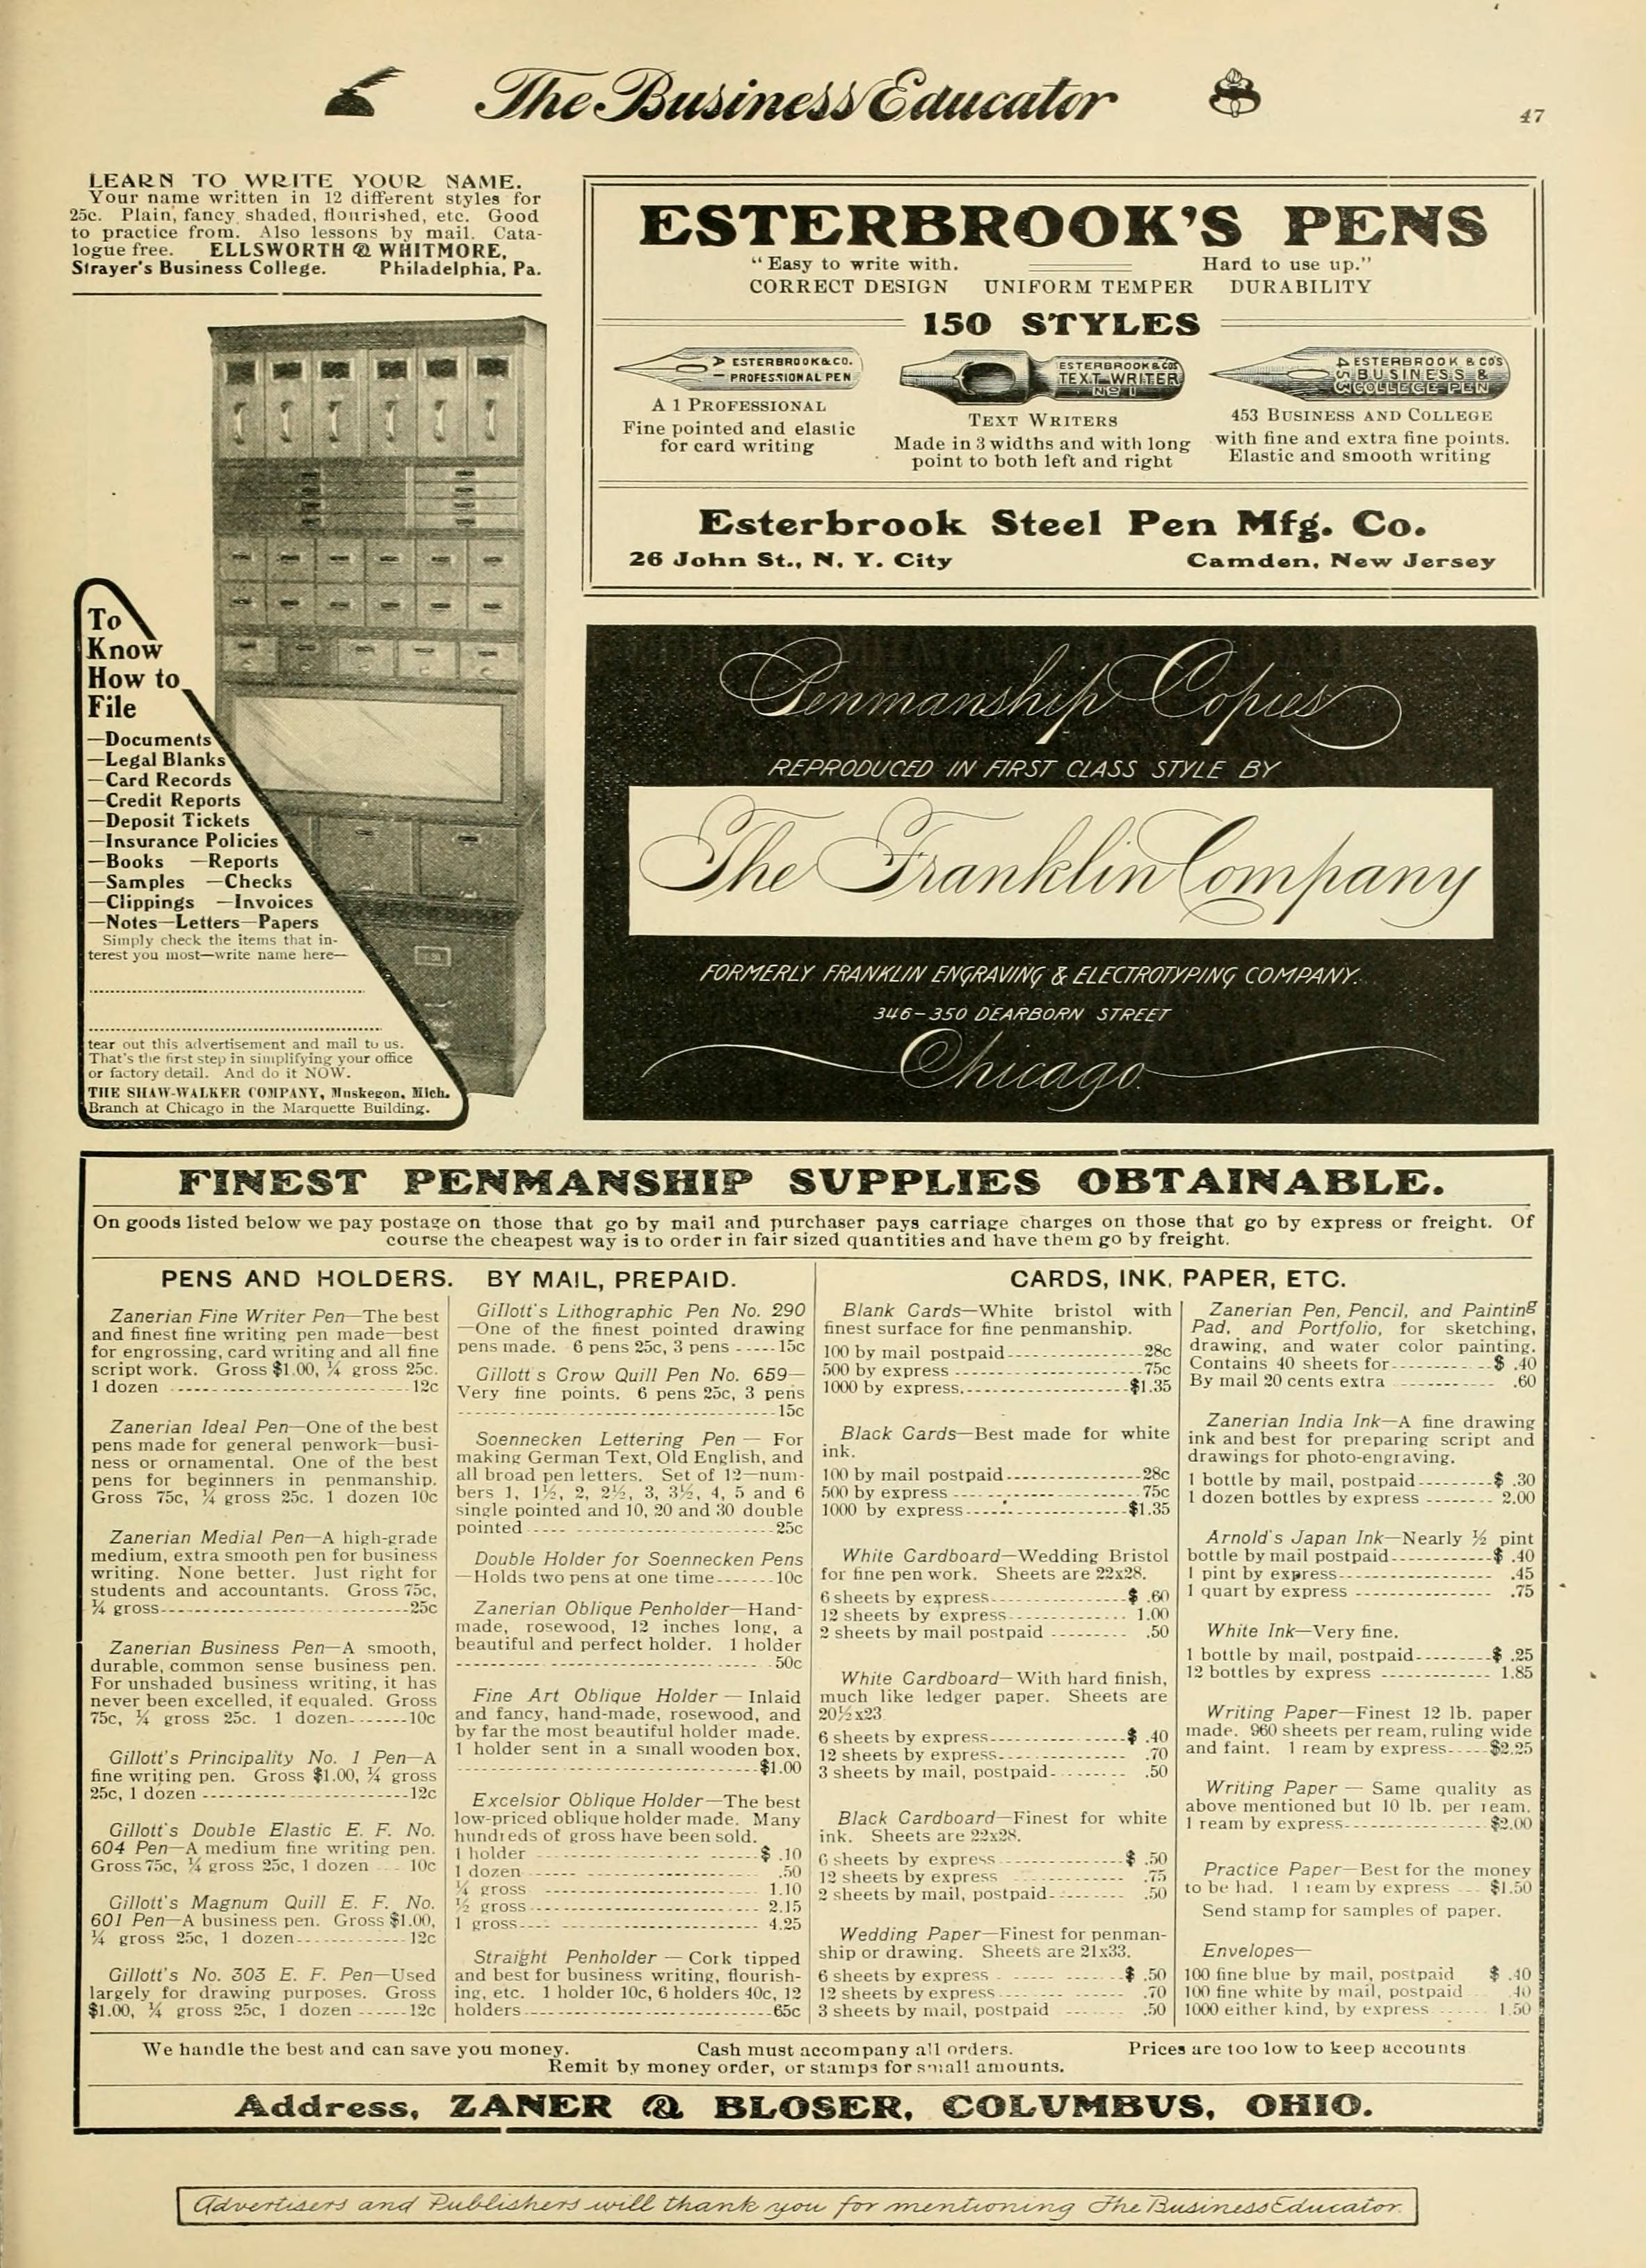 The Business Educator
47
LEARN TO WRITE YOUR NAME.
Your name written in 12 different styles for
25c. Plain, fancy, shaded, flourished, etc. Good
to practice from. Also lessons by mail. Cata-
logue free. ELLSWORTH & WHITMORE,
Strayer's Business College. Philadelphia, Pa.
To
Know
How to
File
—Documents
—Legal Blanks
—Card Records
—Credit Reports
—Deposit Tickets
—Insurance Policies
—Books —Reports
—Samples —Checks
—Clippings —Invoices
—Notes—Letters—Papers
Simply check the items that in-
terest you most—write name here—
tear out this advertisement and mail to us.
That's the first step in simplifying your office
or factory detail. And do it NOW.
THE SHAW-WALKER COMPANY, Muskegon, Mich.
Branch at Chicago in the Marquette Building.
ESTERBROOK'S PENS
"Easy to write with. Hard to use up."
CORRECT DESIGN UNIFORM TEMPER DURABILITY
150 STYLES
A ESTERBROOK & CO.
1 PROFESSIONAL PEN
A 1 PROFESSIONAL
Fine pointed and elastic
for card writing
ESTERBROOK & COS
TEXT WRITER
No 1
TEXT WRITERS
Made in 3 widths and with long
point to both left and right
ESTERBROOK & CO'S
453 BUSINESS &
COLLEGE PEN
453 BUSINESS AND COLLEGE
with fine and extra fine points.
Elastic and smooth writing
Esterbrook Steel Pen Mfg. Co.
26 John St., N. Y. City Camden, New Jersey
Penmanship Copies
REPRODUCED IN FIRST CLASS STYLE BY
The Franklin Company
FORMERLY FRANKLIN ENGRAVING & ELECTROTYPING COMPANY.
346-350 DEARBORN STREET
Chicago.
FINEST PENMANSHIP SUPPLIES OBTAINABLE.
On goods listed below we pay postage on those that go by mail and purchaser pays carriage charges on those that go by express or freight. Of
course the cheapest way is to order in fair sized quantities and have them go by freight.
PENS AND HOLDERS. BY MAIL, PREPAID.
Zanerian Fine Writer Pen—The best
and finest fine writing pen made—best
for engrossing, card writing and all fine
script work. Gross $1.00, ¼ gross 25c.
1 dozen 12c
Zanerian Ideal Pen—One of the best
pens made for general penwork—busi-
ness or ornamental. One of the best
pens for beginners in penmanship.
Gross 75c, ¼ gross 25c. 1 dozen 10c
Zanerian Medial Pen—A high-grade
medium, extra smooth pen for business
writing. None better. Just right for
students and accountants. Gross 75c,
¼ gross 25c
Zanerian Business Pen—A smooth,
durable, common sense business pen.
For unshaded business writing, it has
never been excelled, if equaled. Gross
75c, ¼ gross 25c. 1 dozen 10c
Gillott's Principality No. 1 Pen—A
fine writing pen. Gross $1.00, ¼ gross
25c, 1 dozen 12c
Gillott's Double Elastic E. F. No.
604 Pen—A medium fine writing pen.
Gross 75c, ¼ gross 25c, 1 dozen 10c
Gillott's Magnum Quill E. F. No.
601 Pen—A business pen. Gross $1.00,
¼ gross 25c, 1 dozen 12c
Gillott's No. 303 E. F. Pen—Used
largely for drawing purposes. Gross
$1.00, ¼ gross 25c, 1 dozen 12c
Gillott's Lithographic Pen No. 290
—One of the finest pointed drawing
pens made. 6 pens 25c, 3 pens 15c
Gillott's Crow Quill Pen No. 659—
Very fine points. 6 pens 25c, 3 pens
15c
Soennecken Lettering Pen — For
making German Text, Old English, and
all broad pen letters. Set of 12—num-
bers 1, 1½, 2, 2½, 3, 3½, 4, 5 and 6
single pointed and 10, 20 and 30 double
pointed 25c
Double Holder for Soennecken Pens
—Holds two pens at one time 10c
Zanerian Oblique Penholder—Hand-
made, rosewood, 12 inches long, a
beautiful and perfect holder. 1 holder
50c
Fine Art Oblique Holder — Inlaid
and fancy, hand-made, rosewood, and
by far the most beautiful holder made.
1 holder sent in a small wooden box,
$1.00
Excelsior Oblique Holder—The best
low-priced oblique holder made. Many
hundreds of gross have been sold.
1 holder $ .10
1 dozen .50
¼ gross 1.10
½ gross 2.15
1 gross 4.25
Straight Penholder — Cork tipped
and best for business writing, flourish-
ing, etc. 1 holder 10c, 6 holders 40c, 12
holders 65c
CARDS, INK, PAPER, ETC.
Blank Cards—White bristol with
finest surface for fine penmanship.
100 by mail postpaid 28c
500 by express 75c
1000 by express. $1.35
Black Cards—Best made for white
ink.
100 by mail postpaid 28c
500 by express 75c
1000 by express $1.35
White Cardboard—Wedding Bristol
for fine pen work. Sheets are 22x28.
6 sheets by express $ .60
12 sheets by express 1.00
2 sheets by mail postpaid .50
White Cardboard—With hard finish,
much like ledger paper. Sheets are
20½x23
6 sheets by express $ .40
12 sheets by express .70
3 sheets by mail, postpaid .50
Black Cardboard—Finest for white
ink. Sheets are 22x28.
6 sheets by express $ .50
12 sheets by express .75
2 sheets by mail, postpaid .50
Wedding Paper—Finest for penman-
ship or drawing. Sheets are 21x33.
6 sheets by express $ .50
12 sheets by express .70
3 sheets by mail, postpaid .50
Zanerian Pen, Pencil, and Painting
Pad, and Portfolio, for sketching,
drawing, and water color painting.
Contains 40 sheets for $ .40
By mail 20 cents extra .60
Zanerian India Ink—A fine drawing
ink and best for preparing script and
drawings for photo-engraving.
1 bottle by mail, postpaid $ .30
1 dozen bottles by express 2.00
Arnold's Japan Ink—Nearly ½ pint
bottle by mail postpaid $ .40
1 pint by express .45
1 quart by express .75
White Ink—Very fine.
1 bottle by mail, postpaid $ .25
12 bottles by express 1.85
Writing Paper—Finest 12 lb. paper
made. 960 sheets per ream, ruling wide
and faint. 1 ream by express $2.25
Writing Paper — Same quality as
above mentioned but 10 lb. per ream.
1 ream by express $2.00
Practice Paper—Best for the money
to be had. 1 ream by express $1.50
Send stamp for samples of paper.
Envelopes—
100 fine blue by mail, postpaid $ .40
100 fine white by mail, postpaid .40
1000 either kind, by express 1.50
We handle the best and can save you money. Cash must accompany all orders. Prices are too low to keep accounts
Remit by money order, or stamps for small amounts.
Address, ZANER & BLOSER, COLUMBUS, OHIO.
Advertisers and Publishers will thank you for mentioning The Business Educator.